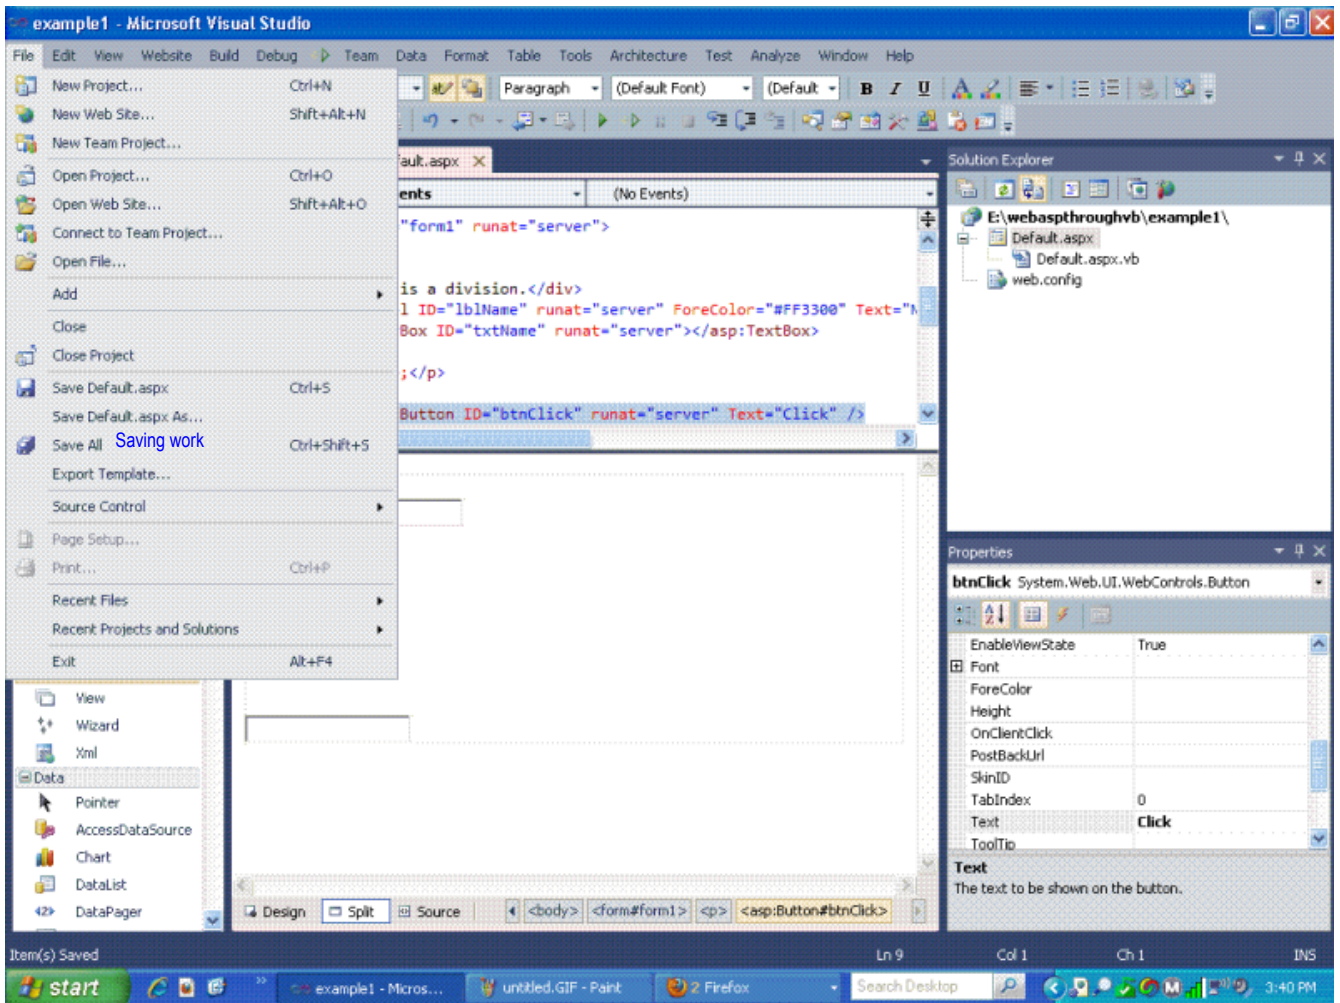 example1 - Microsoft Visual Studio
File Edit View Website Build Debug Team Data Format Table Tools Architecture Test Analyze Window Help
Paragraph (Default Font) (Default B I U
New Project... Ctrl+N
New Web Site... Shift+Alt+N
New Team Project...
Open Project... Ctrl+O
Open Web Site... Shift+Alt+O
Connect to Team Project...
Open File...
Add
Close
Close Project
Save Default.aspx Ctrl+S
Save Default.aspx As...
Save All Saving work Ctrl+Shift+S
Export Template...
Source Control
Page Setup...
Print... Ctrl+P
Recent Files
Recent Projects and Solutions
Exit Alt+F4
View
Wizard
Xml
Data
Pointer
AccessDataSource
Chart
DataList
DataPager
ault.aspx
ents (No Events)
"form1" runat="server">
is a division.</div>
l ID="lblName" runat="server" ForeColor="#FF3300" Text="N
Box ID="txtName" runat="server"></asp:TextBox>
;</p>
Button ID="btnClick" runat="server" Text="Click" />
Design Split Source <body> <form#form1> <p> <asp:Button#btnClick>
Solution Explorer
E:\webaspthroughvb\example1\
Default.aspx
Default.aspx.vb
web.config
Properties
btnClick System.Web.UI.WebControls.Button
EnableViewState True
Font
ForeColor
Height
OnClientClick
PostBackUrl
SkinID
TabIndex 0
Text Click
ToolTip
Text
The text to be shown on the button.
Item(s) Saved Ln 9 Col 1 Ch 1 INS
start example1 - Micros... untitled.GIF - Paint 2 Firefox Search Desktop 3:40 PM